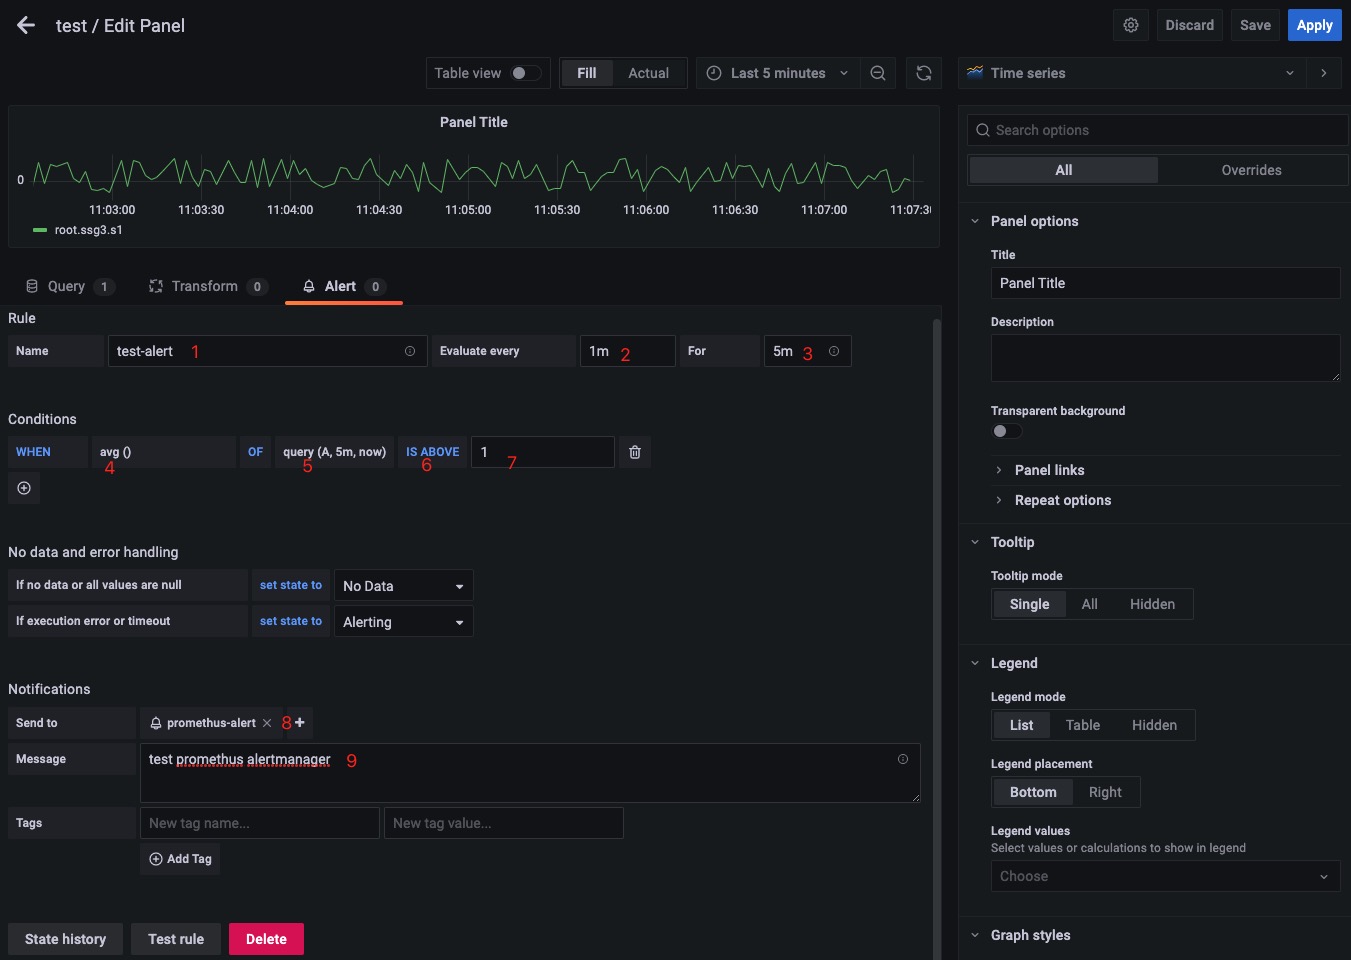 test / Edit Panel
Discard
Save
Apply
Table view
Fill
Actual
Last 5 minutes
Time series
Panel Title
0
11:03:00 11:03:30 11:04:00 11:04:30 11:05:00 11:05:30 11:06:00 11:06:30 11:07:00 11:07:30
root.ssg3.s1
Query 1
Transform 0
Alert 0
Rule
Name test-alert 1 Evaluate every 1m 2 For 5m 3
Conditions
WHEN avg () 4 OF query (A, 5m, now) 5 IS ABOVE 6 1 7
No data and error handling
If no data or all values are null set state to No Data
If execution error or timeout set state to Alerting
Notifications
Send to promethus-alert 8
Message test promethus alertmanager 9
Tags New tag name... New tag value...
Add Tag
State history
Test rule
Delete
Search options
All
Overrides
Panel options
Title
Panel Title
Description
Transparent background
Panel links
Repeat options
Tooltip
Tooltip mode
Single All Hidden
Legend
Legend mode
List Table Hidden
Legend placement
Bottom Right
Legend values
Select values or calculations to show in legend
Choose
Graph styles